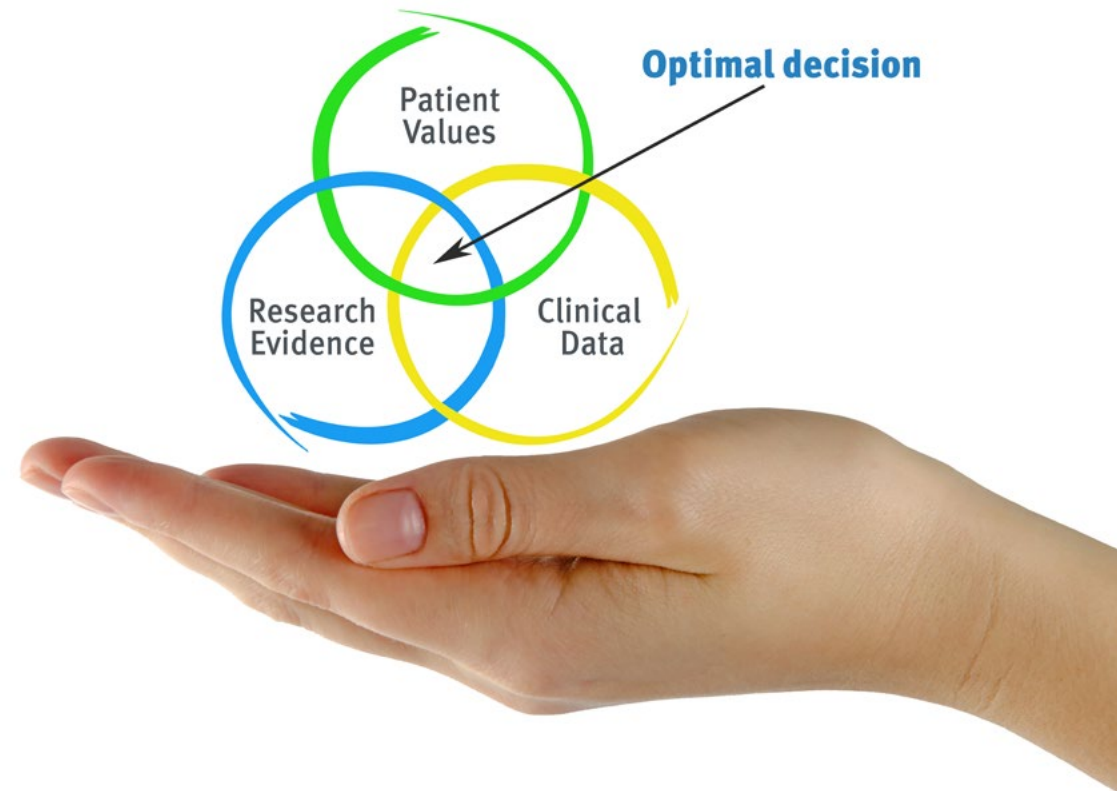 Optimal decision
Patient
Values
Research
Evidence
Clinical
Data